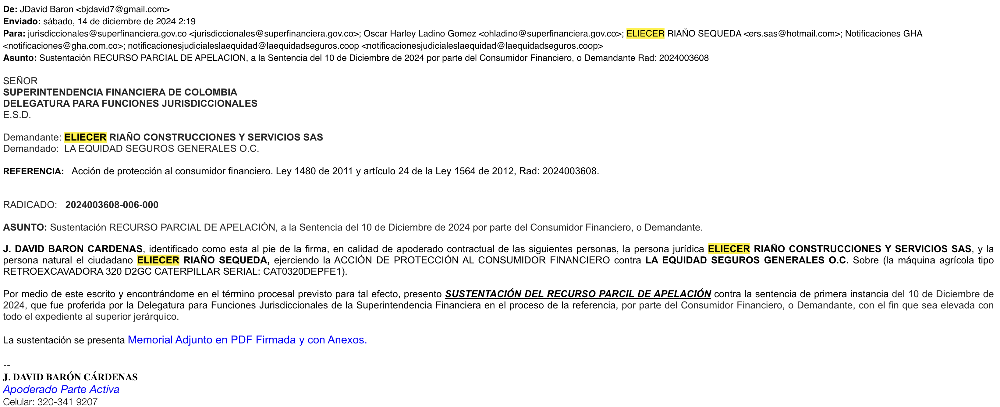 De: JDavid Baron <bjdavid7@gmail.com>
Enviado: sábado, 14 de diciembre de 2024 2:19
Para: jurisdiccionales@superfinanciera.gov.co <jurisdiccionales@superfinanciera.gov.co>; Oscar Harley Ladino Gomez <ohladino@superfinanciera.gov.co>; ELIECER RIAÑO SEQUEDA <ers.sas@hotmail.com>; Notificaciones GHA
<notificaciones@gha.com.co>; notificacionesjudicialeslaequidad@laequidadseguros.coop <notificacionesjudicialeslaequidad@laequidadseguros.coop>
Asunto: Sustentación RECURSO PARCIAL DE APELACION, a la Sentencia del 10 de Diciembre de 2024 por parte del Consumidor Financiero, o Demandante Rad: 2024003608
SEÑOR
SUPERINTENDENCIA FINANCIERA DE COLOMBIA
DELEGATURA PARA FUNCIONES JURISDICCIONALES
E.S.D.
Demandante: ELIECER RIAÑO CONSTRUCCIONES Y SERVICIOS SAS
Demandado: LA EQUIDAD SEGUROS GENERALES O.C.
REFERENCIA: Acción de protección al consumidor financiero. Ley 1480 de 2011 y artículo 24 de la Ley 1564 de 2012, Rad: 2024003608.
RADICADO: 2024003608-006-000
ASUNTO: Sustentación RECURSO PARCIAL DE APELACIÓN, a la Sentencia del 10 de Diciembre de 2024 por parte del Consumidor Financiero, o Demandante.
J. DAVID BARON CARDENAS, identificado como esta al pie de la firma, en calidad de apoderado contractual de las siguientes personas, la persona jurídica ELIECER RIAÑO CONSTRUCCIONES Y SERVICIOS SAS, y la
persona natural el ciudadano ELIECER RIAÑO SEQUEDA, ejerciendo la ACCIÓN DE PROTECCIÓN AL CONSUMIDOR FINANCIERO contra LA EQUIDAD SEGUROS GENERALES O.C. Sobre (la máquina agrícola tipo
RETROEXCAVADORA 320 D2GC CATERPILLAR SERIAL: CAT0320DEPFE1).
Por medio de este escrito y encontrándome en el término procesal previsto para tal efecto, presento SUSTENTACIÓN DEL RECURSO PARCIL DE APELACIÓN contra la sentencia de primera instancia del 10 de Diciembre de
2024, que fue proferida por la Delegatura para Funciones Jurisdiccionales de la Superintendencia Financiera en el proceso de la referencia, por parte del Consumidor Financiero, o Demandante, con el fin que sea elevada con
todo el expediente al superior jerárquico.
La sustentación se presenta Memorial Adjunto en PDF Firmada y con Anexos.
--
J. DAVID BARÓN CÁRDENAS
Apoderado Parte Activa
Celular: 320-341 9207